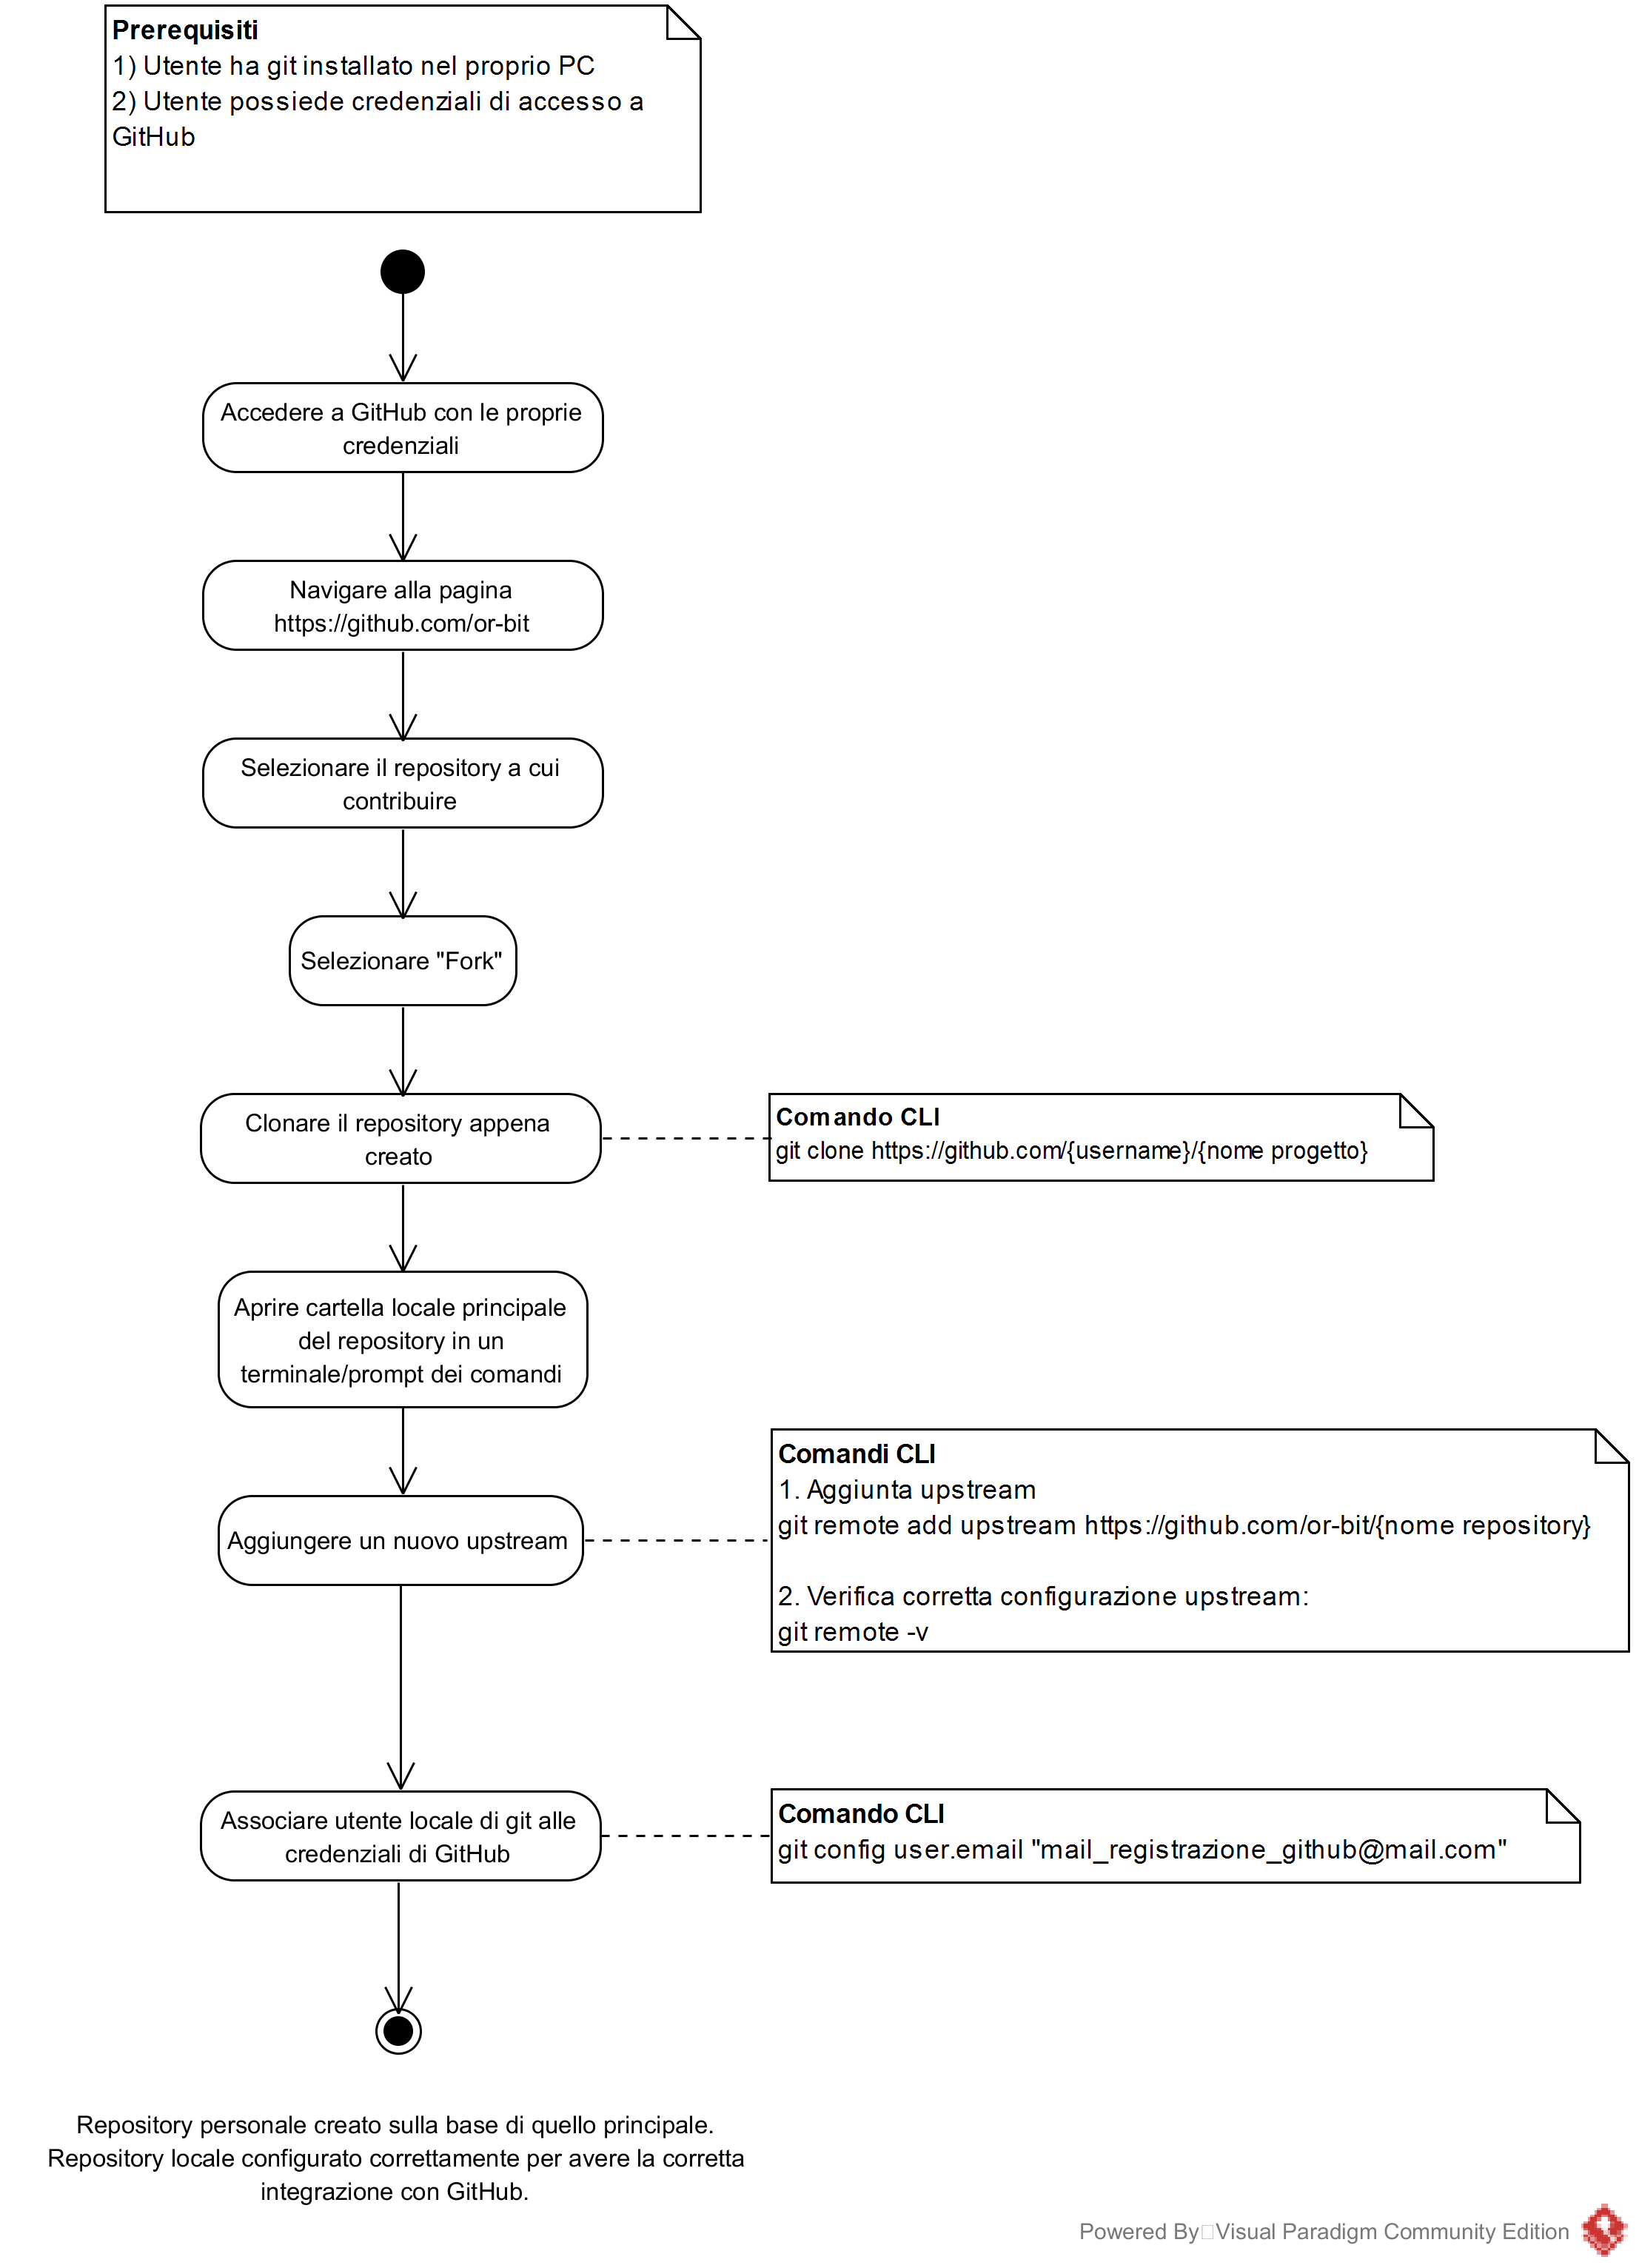 Prerequisiti
1) Utente ha git installato nel proprio PC
2) Utente possiede credenziali di accesso a
GitHub
Accedere a GitHub con le proprie
credenziali
Navigare alla pagina
https://github.com/or-bit
Selezionare il repository a cui
contribuire
Selezionare "Fork"
Clonare il repository appena
creato
Comando CLI
git clone https://github.com/{username}/{nome progetto}
Aprire cartella locale principale
del repository in un
terminale/prompt dei comandi
Aggiungere un nuovo upstream
Comandi CLI
1. Aggiunta upstream
git remote add upstream https://github.com/or-bit/{nome repository}
2. Verifica corretta configurazione upstream:
git remote -v
Associare utente locale di git alle
credenziali di GitHub
Comando CLI
git config user.email "mail_registrazione_github@mail.com"
Repository personale creato sulla base di quello principale.
Repository locale configurato correttamente per avere la corretta
integrazione con GitHub.
Powered By Visual Paradigm Community Edition